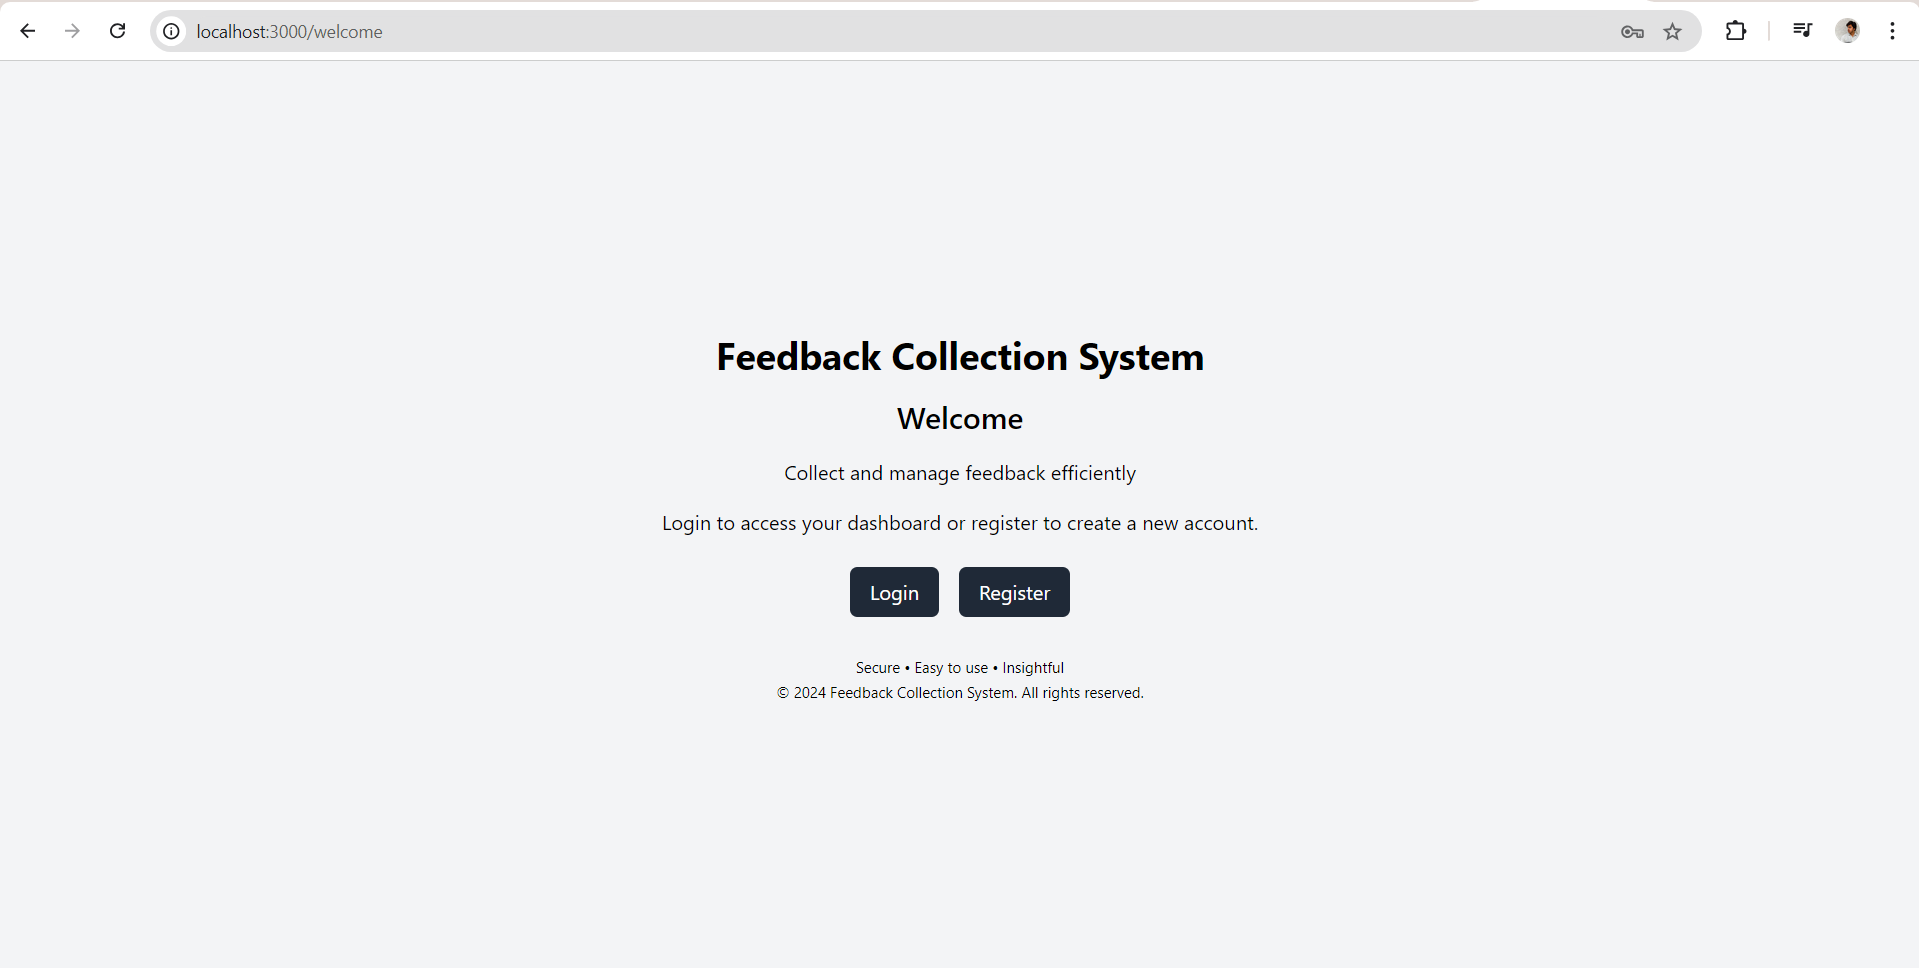 localhost:3000/welcome
Feedback Collection System
Welcome
Collect and manage feedback efficiently
Login to access your dashboard or register to create a new account.
Login Register
Secure • Easy to use • Insightful
© 2024 Feedback Collection System. All rights reserved.